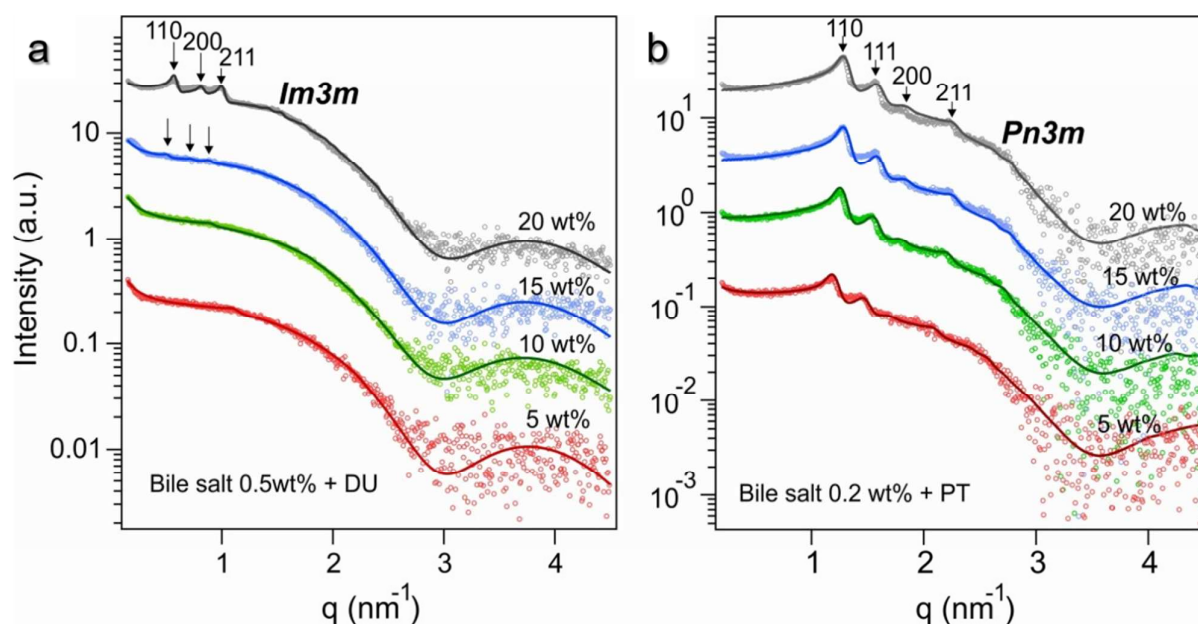 a
110
200
211
Im3m
Intensity (a.u.)
10
1
0.1
0.01
20 wt%
15 wt%
10 wt%
5 wt%
Bile salt 0.5wt% + DU
1
2
3
4
q (nm⁻¹)
b
110
111
200
211
Pn3m
10¹
10⁰
10⁻¹
10⁻²
10⁻³
20 wt%
15 wt%
10 wt%
5 wt%
Bile salt 0.2 wt% + PT
1
2
3
4
q (nm⁻¹)